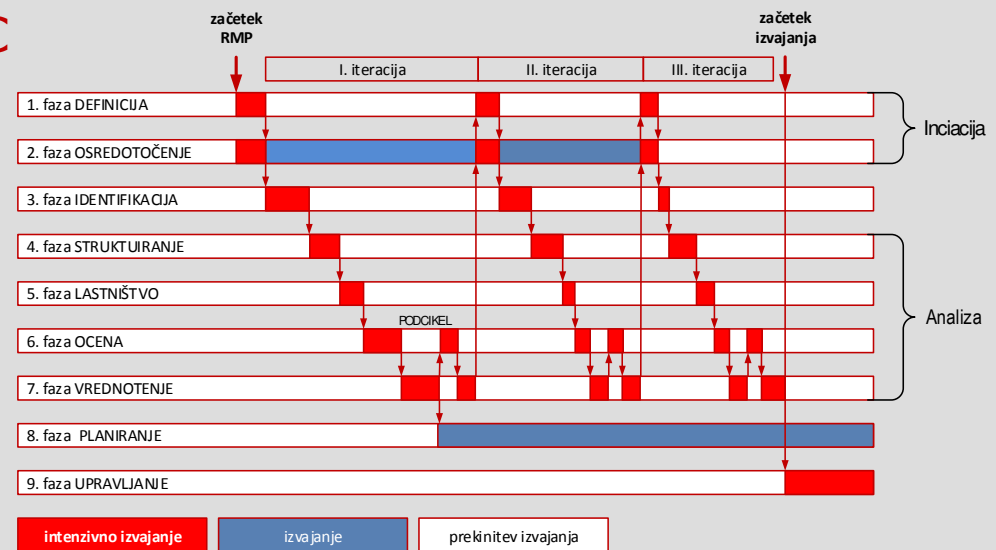 C
začetek
RMP
začetek
izvajanja
I. iteracija
II. iteracija
III. iteracija
1. faza DEFINICIJA
Inciacija
2. faza OSREDOTOČENJE
3. faza IDENTIFIKACIJA
4. faza STRUKTUIRANJE
5. faza LASTNIŠTVO
Analiza
PODCIKEL
6. faza OCENA
7. faza VREDNOTENJE
8. faza PLANIRANJE
9. faza UPRAVLJANJE
intenzivno izvajanje
izvajanje
prekinitev izvajanja